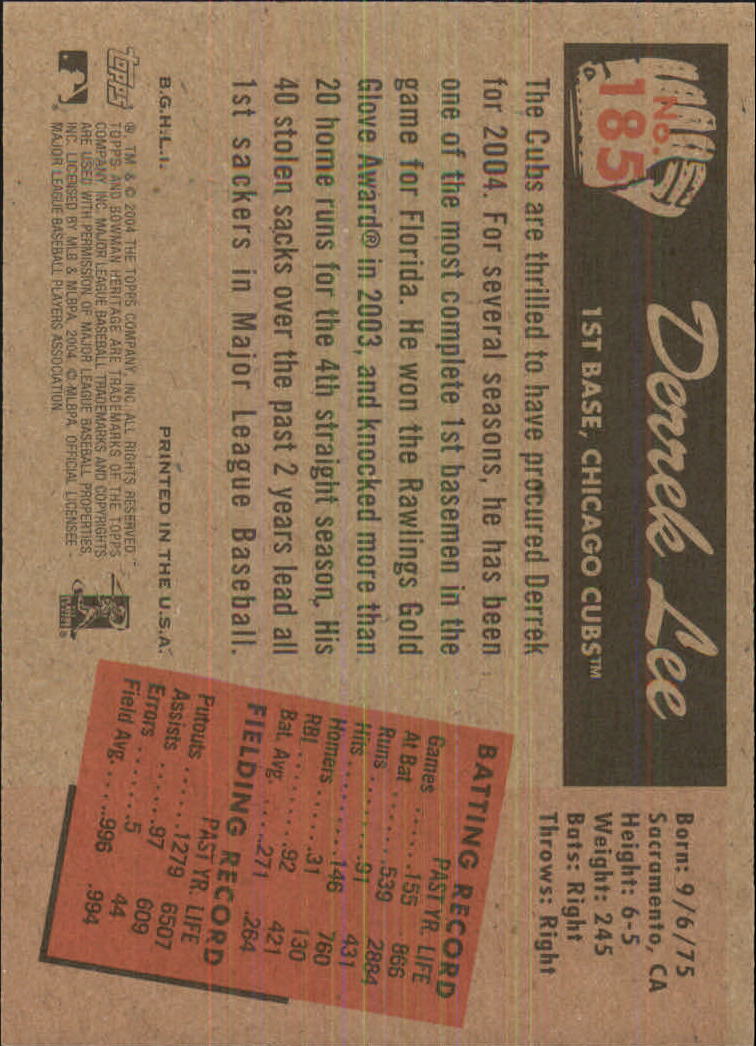 No.
185
Derrek Lee
1ST BASE, CHICAGO CUBS™
Born: 9/6/75
Sacramento, CA
Height: 6-5
Weight: 245
Bats: Right
Throws: Right
The Cubs are thrilled to have procured Derrek
for 2004. For several seasons, he has been
one of the most complete 1st basemen in the
game for Florida. He won the Rawlings Gold
Glove Award® in 2003, and knocked more than
20 home runs for the 4th straight season. His
40 stolen sacks over the past 2 years lead all
1st sackers in Major League Baseball.
BATTING RECORD
PAST YR. LIFE
Games ......155 866
At Bat ......539 2884
Runs ......91 431
Hits ......146 760
Homers ......31 130
RBI ......92 421
Bat. Avg. .....271 .264
FIELDING RECORD
PAST YR. LIFE
Putouts ......1279 6507
Assists ......97 609
Errors ......5 44
Field Avg. .....996 .994
B.G.H.L.I. PRINTED IN THE U.S.A.
topps
® TM & © 2004 THE TOPPS COMPANY, INC. ALL RIGHTS RESERVED.
TOPPS AND BOWMAN HERITAGE ARE TRADEMARKS OF THE TOPPS
COMPANY, INC. MAJOR LEAGUE BASEBALL TRADEMARKS AND COPYRIGHTS
ARE USED WITH PERMISSION OF MAJOR LEAGUE BASEBALL PROPERTIES,
INC. LICENSED BY MLB & MLBPA 2004. © MLBPA OFFICIAL LICENSEE -
MAJOR LEAGUE BASEBALL PLAYERS ASSOCIATION.